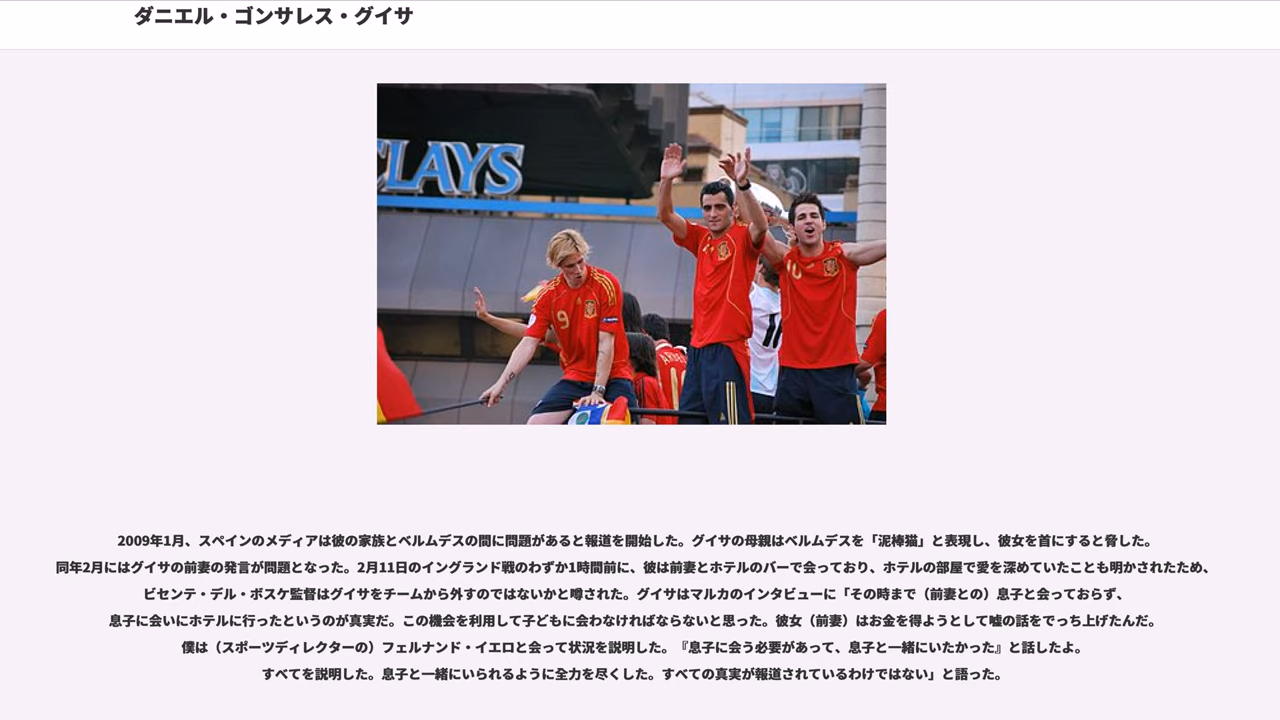 ダニエル・ゴンサレス・グイサ
CLAYS
9
10
2009年1月、スペインのメディアは彼の家族とベルムデスの間に問題があると報道を開始した。グイサの母親はベルムデスを「泥棒猫」と表現し、彼女を首にすると脅した。
同年2月にはグイサの前妻の発言が問題となった。2月11日のイングランド戦のわずか1時間前に、彼は前妻とホテルのバーで会っており、ホテルの部屋で愛を深めていたことも明かされたため、
ビセンテ・デル・ボスケ監督はグイサをチームから外すのではないかと噂された。グイサはマルカのインタビューに「その時まで（前妻との）息子と会っておらず、
息子に会いにホテルに行ったというのが真実だ。この機会を利用して子どもに会わなければならないと思った。彼女（前妻）はお金を得ようとして嘘の話をでっち上げたんだ。
僕は（スポーツディレクターの）フェルナンド・イエロと会って状況を説明した。『息子に会う必要があって、息子と一緒にいたかった』と話したよ。
すべてを説明した。息子と一緒にいられるように全力を尽くした。すべての真実が報道されているわけではない」と語った。